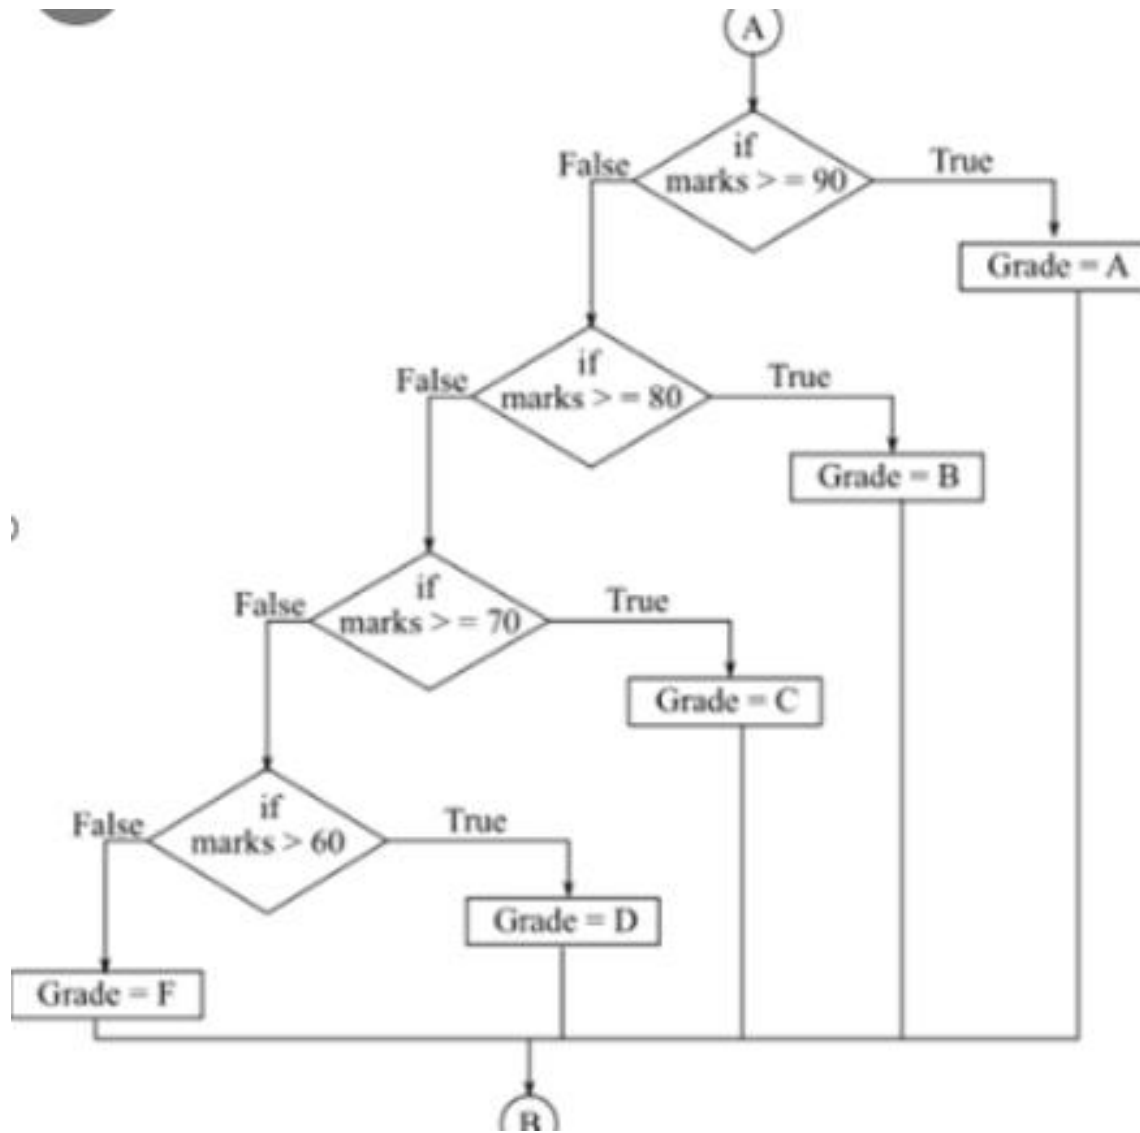 A
if
marks > = 90
False
True
Grade = A
if
marks > = 80
False
True
Grade = B
if
marks > = 70
False
True
Grade = C
if
marks > 60
False
True
Grade = D
Grade = F
B